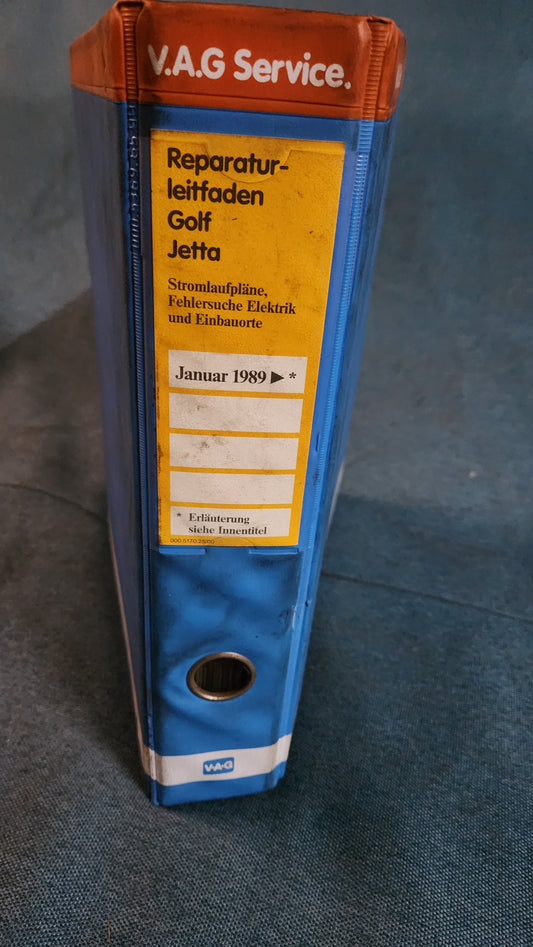 V.A.G Service.
Reparatur-
leitfaden
Golf
Jetta
Stromlaufpläne,
Fehlersuche Elektrik
und Einbauorte
Januar 1989 ▶ *
* Erläuterung
siehe Innentitel
V·A·G